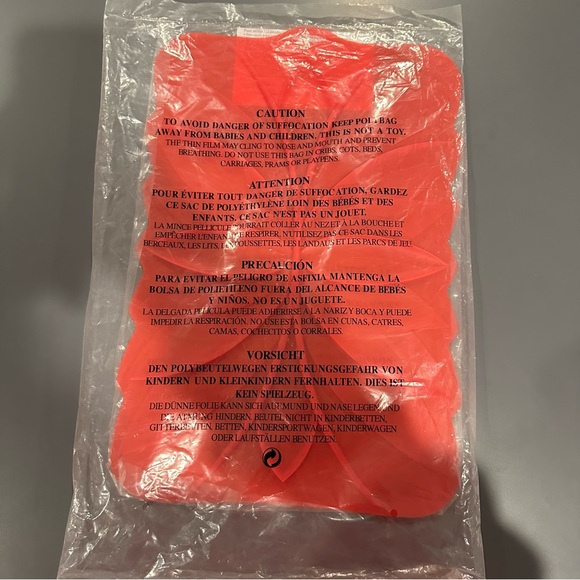 CAUTION
TO AVOID DANGER OF SUFFOCATION KEEP POLYBAG
AWAY FROM BABIES AND CHILDREN. THIS IS NOT A TOY.
THE THIN FILM MAY CLING TO NOSE AND MOUTH AND PREVENT
BREATHING. DO NOT USE THIS BAG IN CRIBS, COTS, BEDS,
CARRIAGES, PRAMS OR PLAYPENS.
ATTENTION
POUR ÉVITER TOUT DANGER DE SUFFOCATION, GARDEZ
CE SAC DE POLYÉTHYLÈNE LOIN DES BÉBÉS ET DES
ENFANTS. CE SAC N'EST PAS UN JOUET.
LA MINCE PELLICULE POURRAIT COLLER AU NEZ ET À LA BOUCHE ET
EMPÊCHER L'ENFANT DE RESPIRER, N'UTILISEZ PAS CE SAC DANS LES
BERCEAUX, LES LITS, LES POUSSETTES, LES LANDAUS ET LES PARCS DE JEU
PRECAUCIÓN
PARA EVITAR EL PELIGRO DE ASFIXIA MANTENGA LA
BOLSA DE POLIETILENO FUERA DEL ALCANCE DE BEBÉS
Y NIÑOS. NO ES UN JUGUETE.
LA DELGADA PELÍCULA PUEDE ADHERIRSE A LA NARIZ Y BOCA Y PUEDE
IMPEDIR LA RESPIRACIÓN. NO USE ESTA BOLSA EN CUNAS, CATRES,
CAMAS, COCHECITOS O CORRALES.
VORSICHT
DEN POLYBEUTEL WEGEN ERSTICKUNGSGEFAHR VON
KINDERN UND KLEINKINDERN FERNHALTEN. DIES IST
KEIN SPIELZEUG.
DIE DÜNNE FOLIE KANN SICH AUF MUND UND NASE LEGEN UND
DIE ATMUNG HINDERN. BEUTEL NICHT IN KINDERBETTEN,
GITTERBETTEN, BETTEN, KINDERSPORTWAGEN, KINDERWAGEN
ODER LAUFSTÄLLEN BENUTZEN.